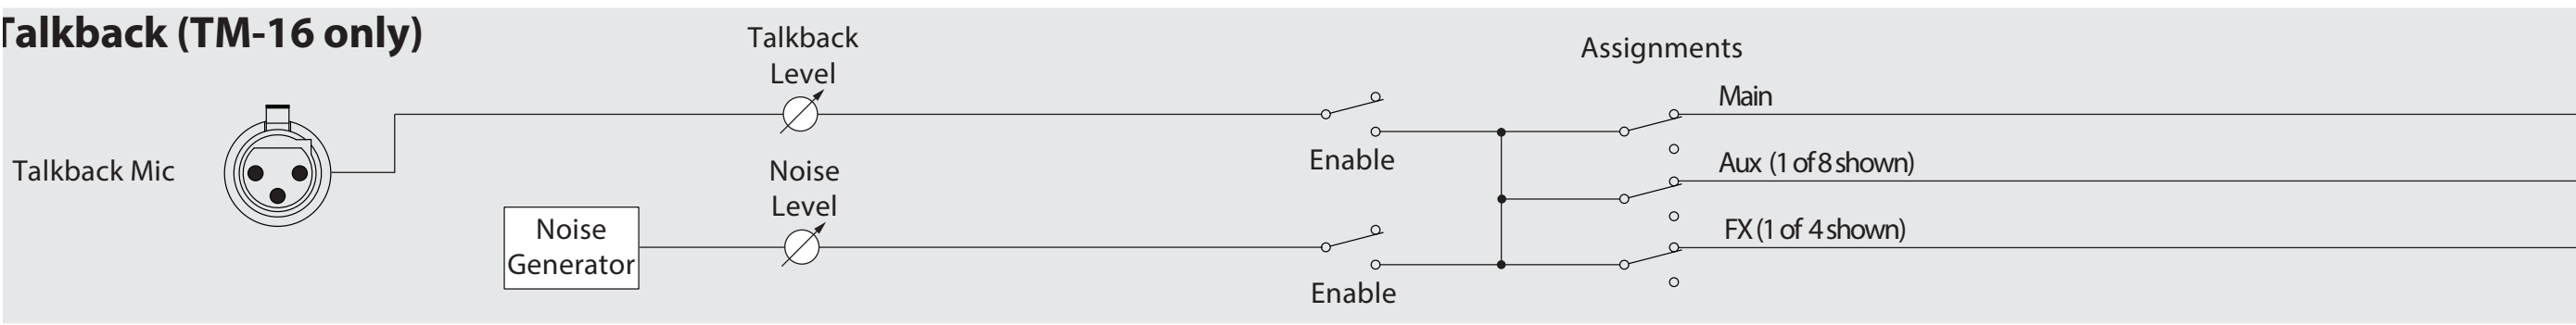 Talkback (TM-16 only)
Talkback
Level
Assignments
Main
Talkback Mic
Enable
Noise
Level
Aux (1 of 8 shown)
Noise
Generator
FX (1 of 4 shown)
Enable